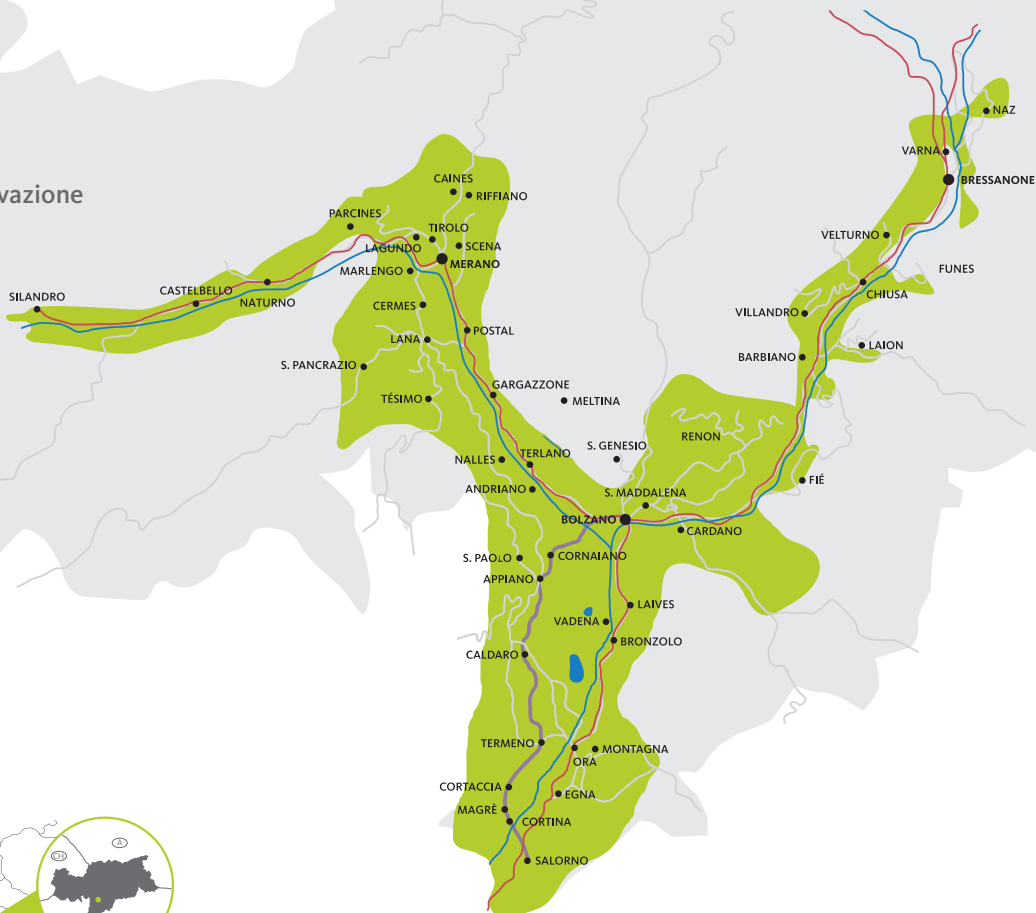 NAZ
VARNA
BRESSANONE
CAINES
RIFFIANO
vazione
PARCINES
TIROLO
VELTURNO
LAGUNDO
SCENA
MERANO
MARLENGO
FUNES
CASTELBELLO
SILANDRO
NATURNO
CHIUSA
CERMES
VILLANDRO
POSTAL
LANA
LAION
BARBIANO
S. PANCRAZIO
GARGAZZONE
TÉSIMO
MELTINA
RENON
S. GENESIO
TERLANO
NALLES
FIÉ
ANDRIANO
S. MADDALENA
BOLZANO
CARDANO
S. PAOLO
CORNAIANO
APPIANO
LAIVES
VADENA
BRONZOLO
CALDARO
TERMENO
MONTAGNA
ORA
CORTACCIA
EGNA
MAGRÈ
CORTINA
A
CH
SALORNO